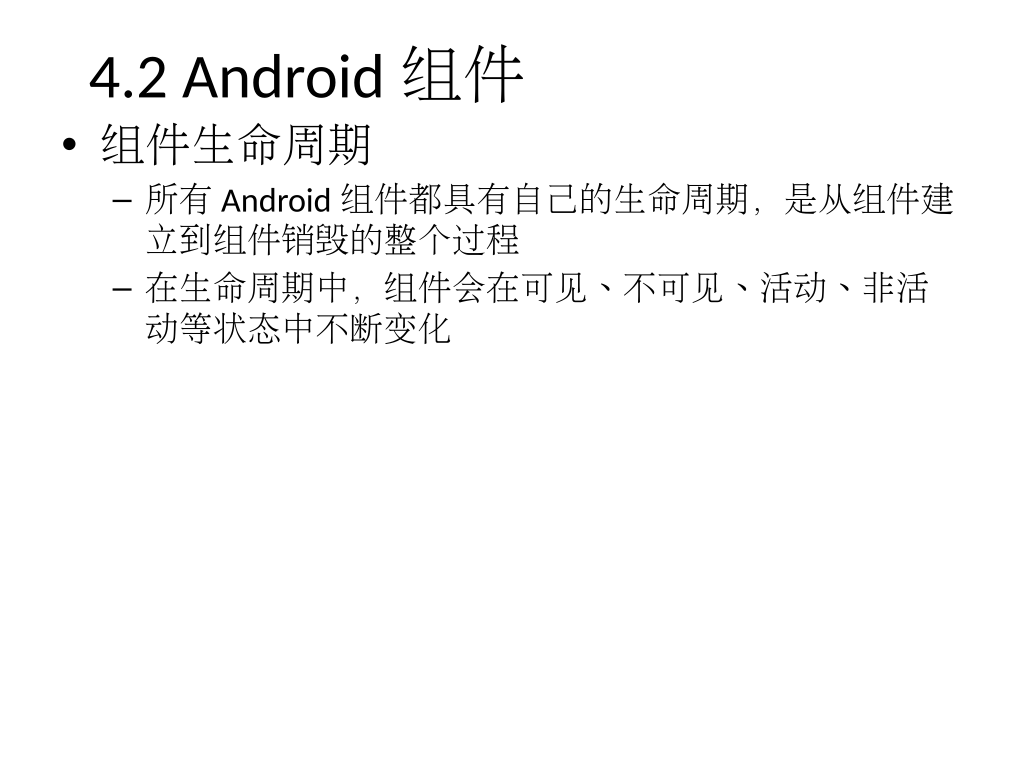 4.2 Android 组件
• 组件生命周期
– 所有 Android 组件都具有自己的生命周期，是从组件建
立到组件销毁的整个过程
– 在生命周期中，组件会在可见、不可见、活动、非活
动等状态中不断变化